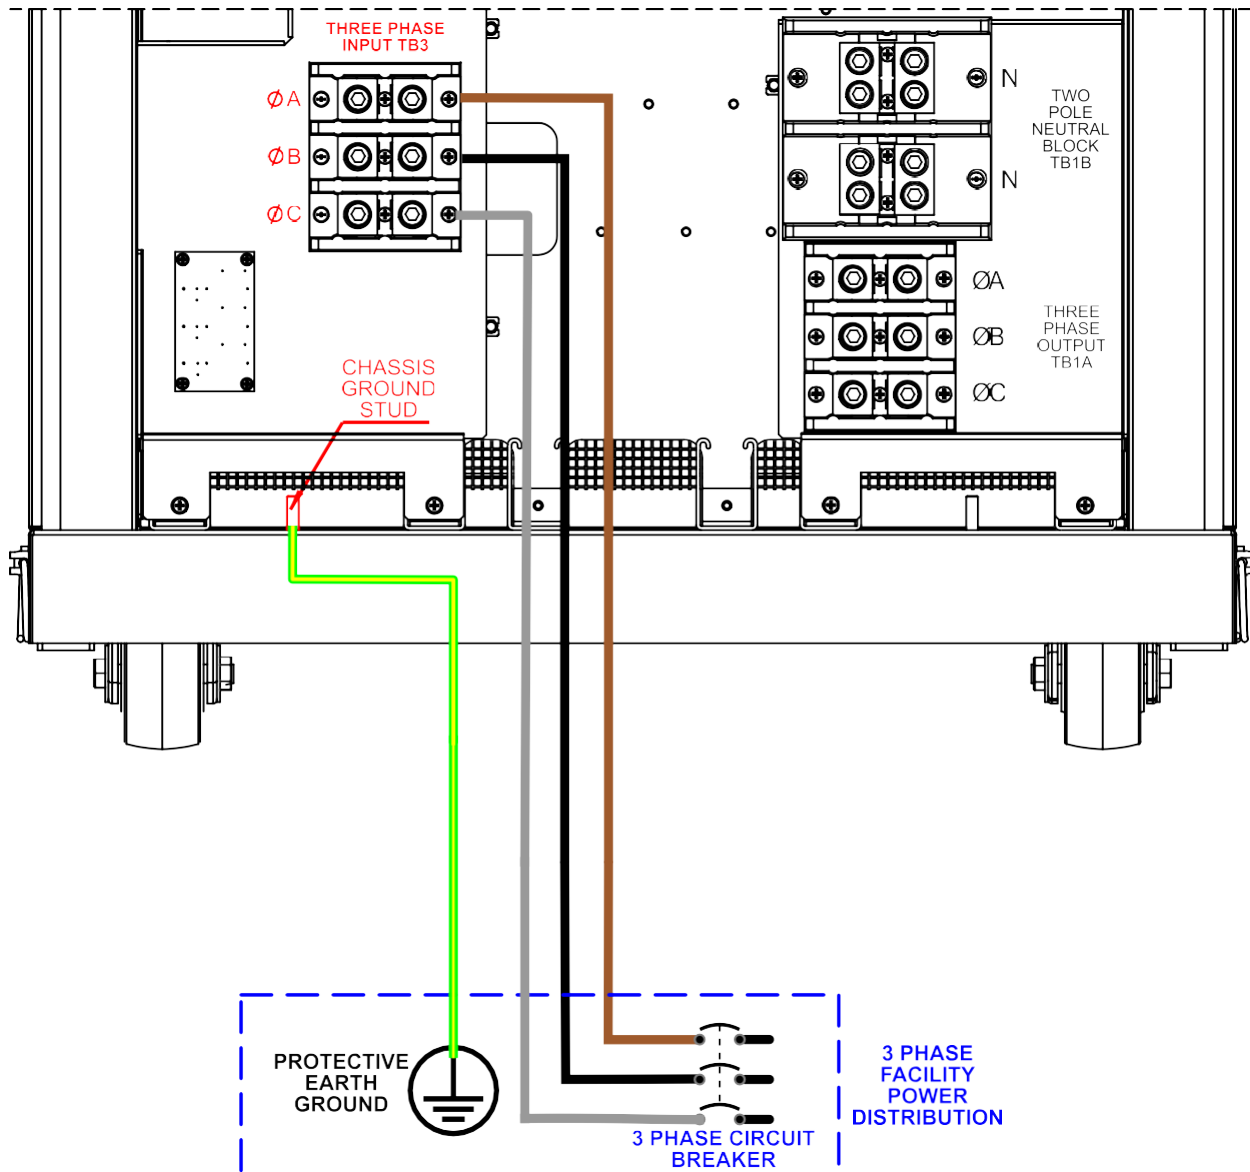 THREE PHASE
INPUT TB3
ØA
ØB
ØC
N
N
TWO
POLE
NEUTRAL
BLOCK
TB1B
ØA
ØB
ØC
THREE
PHASE
OUTPUT
TB1A
CHASSIS
GROUND
STUD
PROTECTIVE
EARTH
GROUND
3 PHASE CIRCUIT
BREAKER
3 PHASE
FACILITY
POWER
DISTRIBUTION